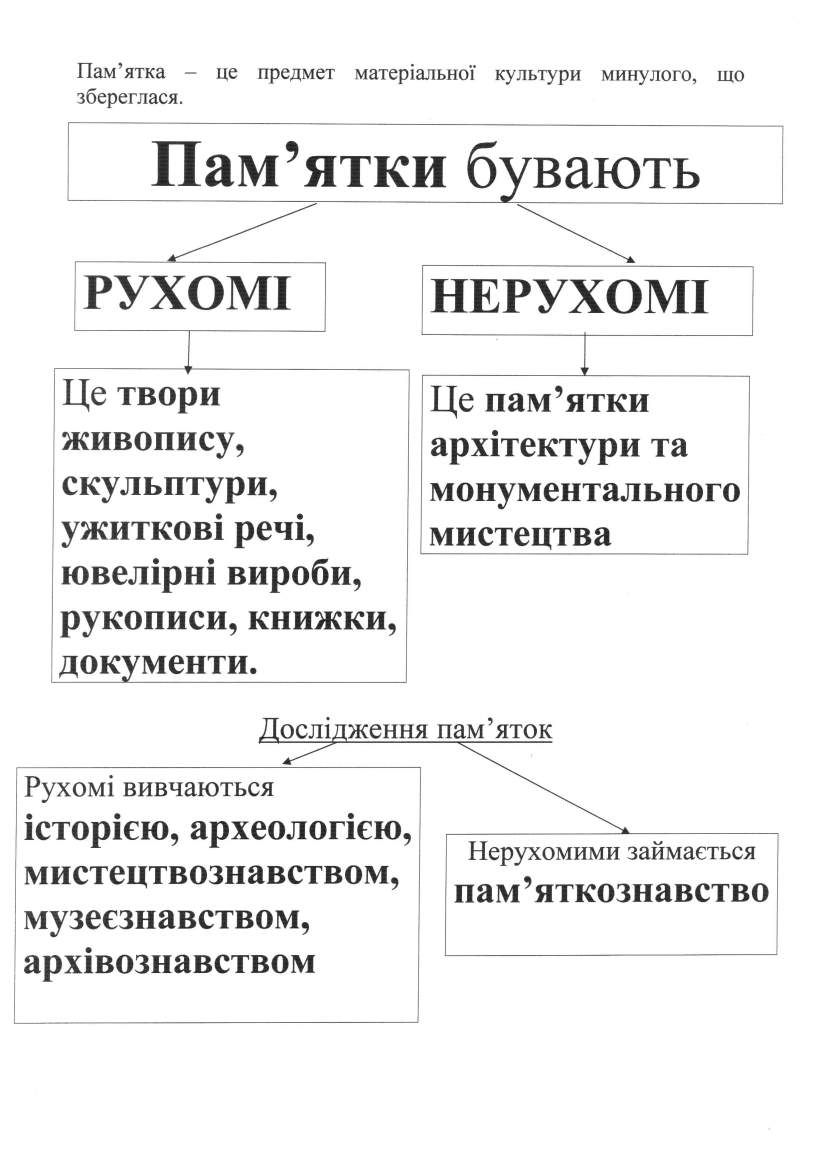 Пам’ятка – це предмет матеріальної культури минулого, що
збереглася.
Пам’ятки бувають
РУХОМІ
НЕРУХОМІ
Це твори
живопису,
скульптури,
ужиткові речі,
ювелірні вироби,
рукописи, книжки,
документи.
Це пам’ятки
архітектури та
монументального
мистецтва
Дослідження пам’яток
Рухомі вивчаються
історією, археологією,
мистецтвознавством,
музеєзнавством,
архівознавством
Нерухомими займається
пам’яткознавство